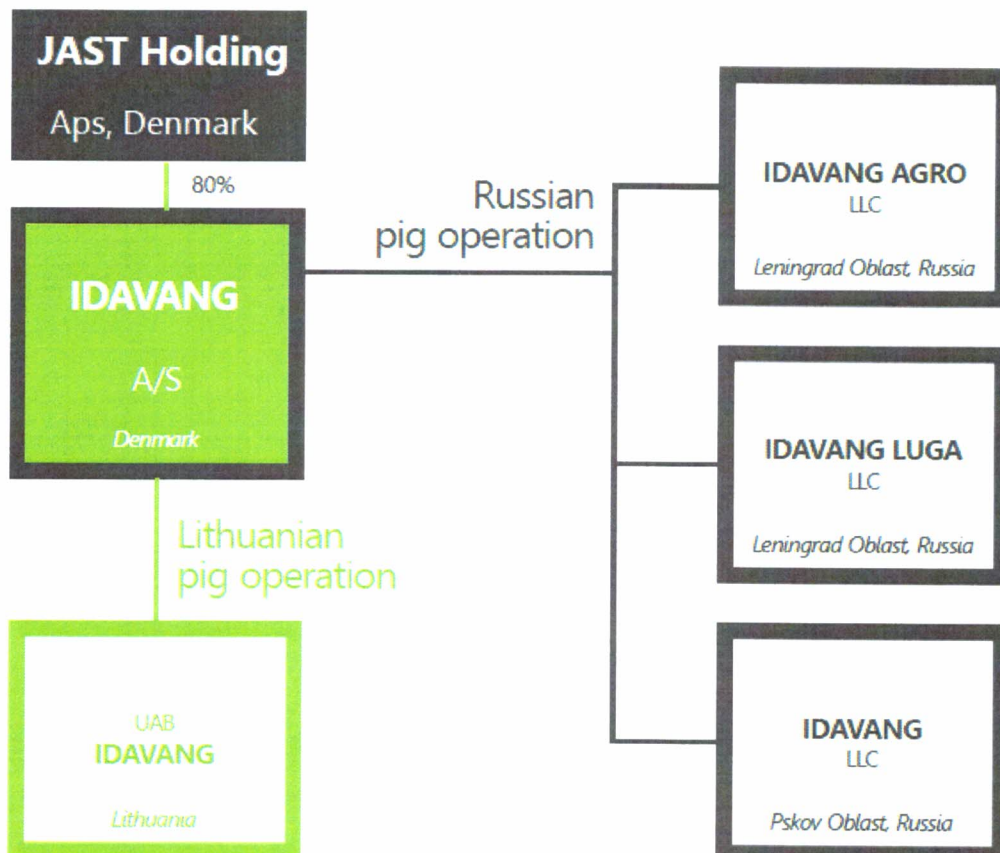 JAST Holding
Aps, Denmark
80%
IDAVANG
A/S
Denmark
Russian
pig operation
Lithuanian
pig operation
UAB
IDAVANG
Lithuania
IDAVANG AGRO
LLC
Leningrad Oblast, Russia
IDAVANG LUGA
LLC
Leningrad Oblast, Russia
IDAVANG
LLC
Pskov Oblast, Russia